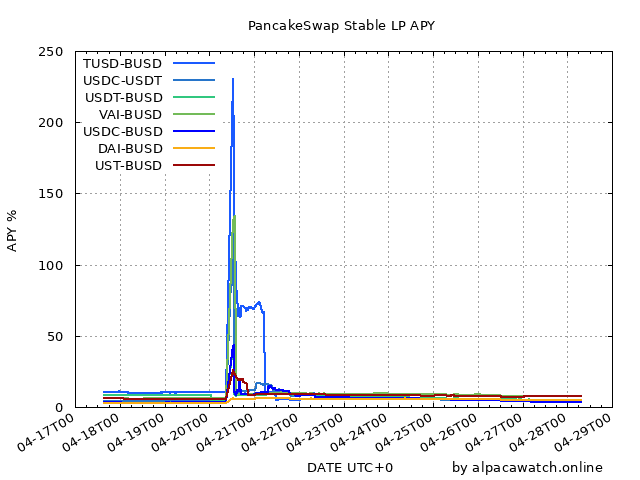 PancakeSwap Stable LP APY
250
200
150
100
50
0
APY %
TUSD-BUSD
USDC-USDT
USDT-BUSD
VAI-BUSD
USDC-BUSD
DAI-BUSD
UST-BUSD
04-17T00
04-18T00
04-19T00
04-20T00
04-21T00
04-22T00
04-23T00
04-24T00
04-25T00
04-26T00
04-27T00
04-28T00
04-29T00
DATE UTC+0
by alpacawatch.online